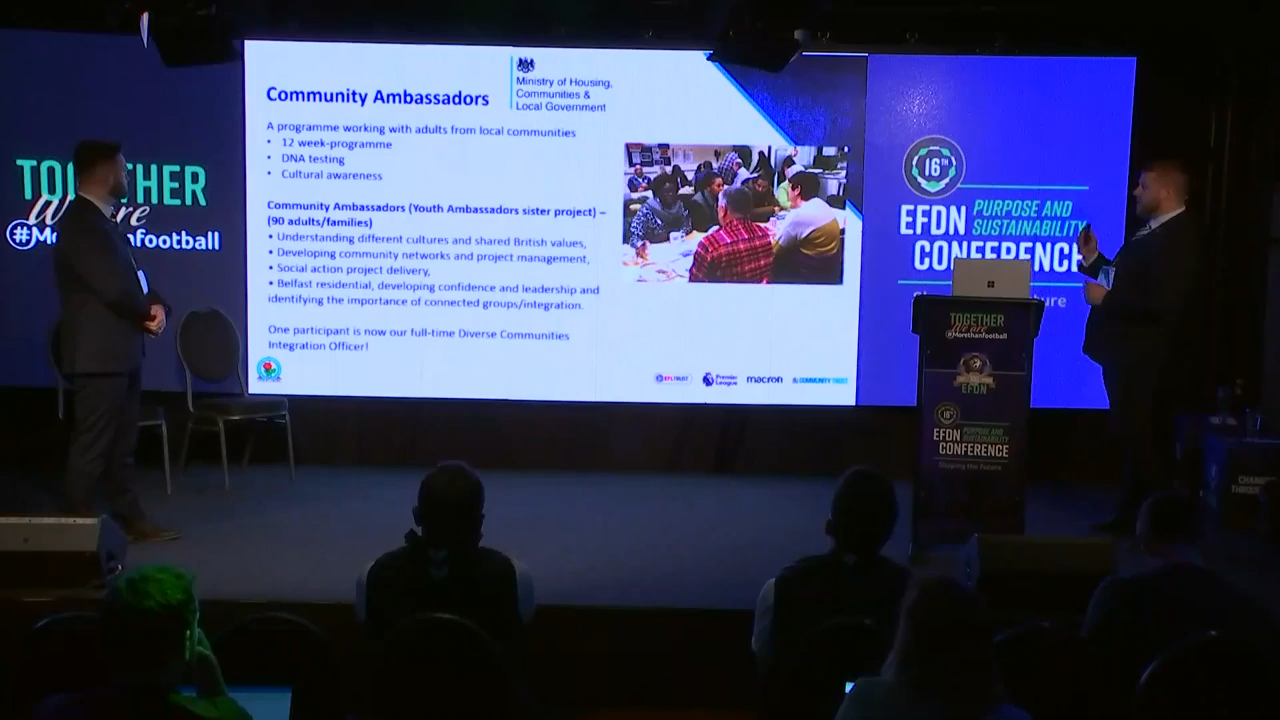 Community Ambassadors
Ministry of Housing,
Communities &
Local Government
A programme working with adults from local communities
• 12 week-programme
• DNA testing
• Cultural awareness
Community Ambassadors (Youth Ambassadors sister project) –
(90 adults/families)
• Understanding different cultures and shared British values,
• Developing community networks and project management,
• Social action project delivery,
• Belfast residential, developing confidence and leadership and
identifying the importance of connected groups/integration.
One participant is now our full-time Diverse Communities
Integration Officer!
Premier
League
macron
COMMUNITY TRUST
We are
16TH
EFDN PURPOSE AND
SUSTAINABILITY
CONFERENCE
TOGETHER
We are
#Morethanfootball
EFDN
16TH
EFDN PURPOSE AND
SUSTAINABILITY
CONFERENCE
Shaping the Future